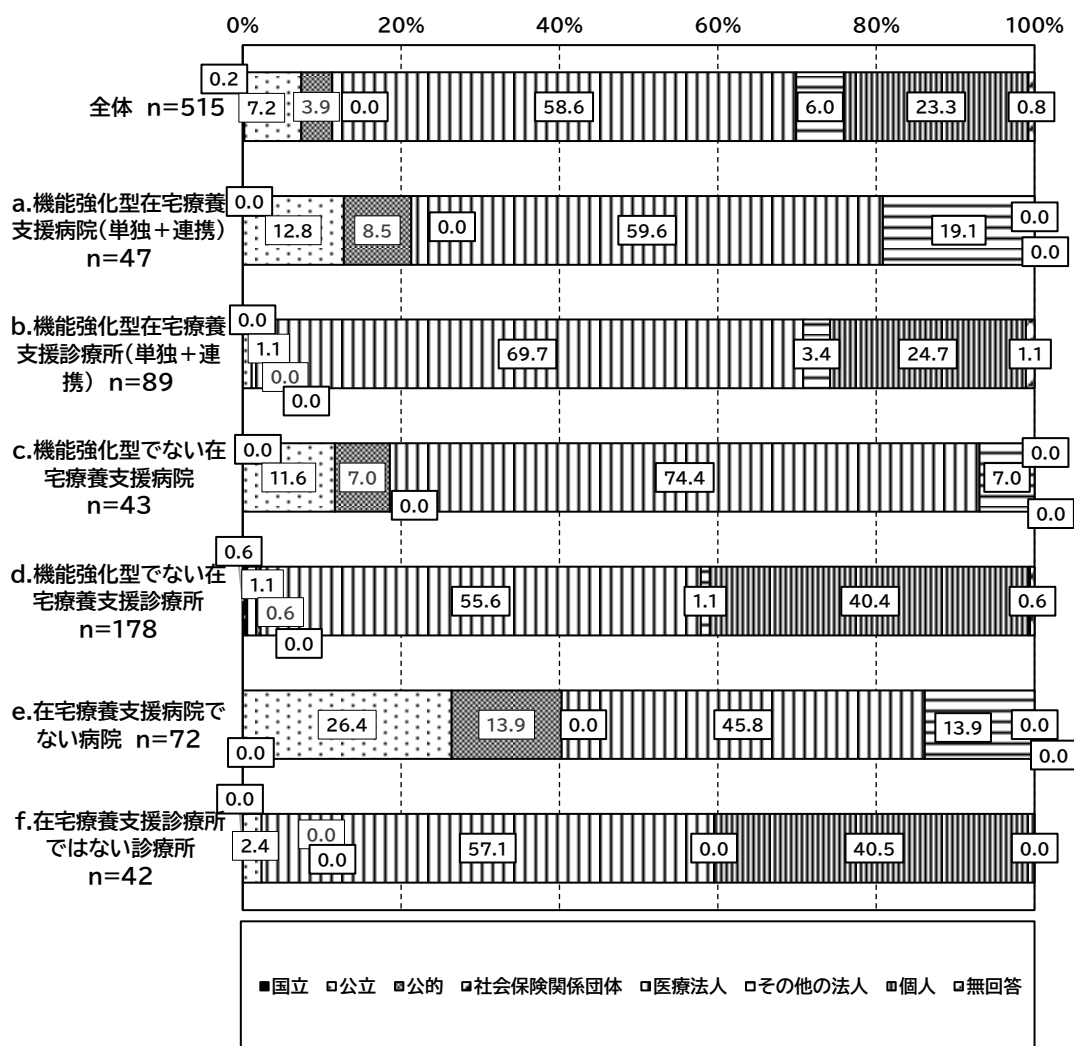 0% 20% 40% 60% 80% 100%
全体 n=515
0.2 7.2 3.9 0.0 58.6 6.0 23.3 0.8
a.機能強化型在宅療養
支援病院(単独+連携)
n=47
0.0 12.8 8.5 0.0 59.6 19.1 0.0 0.0
b.機能強化型在宅療養
支援診療所(単独+連
携) n=89
0.0 1.1 0.0 0.0 69.7 3.4 24.7 1.1
c.機能強化型でない在
宅療養支援病院
n=43
0.0 11.6 7.0 0.0 74.4 7.0 0.0 0.0
d.機能強化型でない在
宅療養支援診療所
n=178
0.6 1.1 0.6 0.0 55.6 1.1 40.4 0.6
e.在宅療養支援病院で
ない病院 n=72
0.0 26.4 13.9 0.0 45.8 13.9 0.0 0.0
f.在宅療養支援診療所
ではない診療所
n=42
0.0 2.4 0.0 0.0 57.1 0.0 40.5 0.0
国立 公立 公的 社会保険関係団体 医療法人 その他の法人 個人 無回答